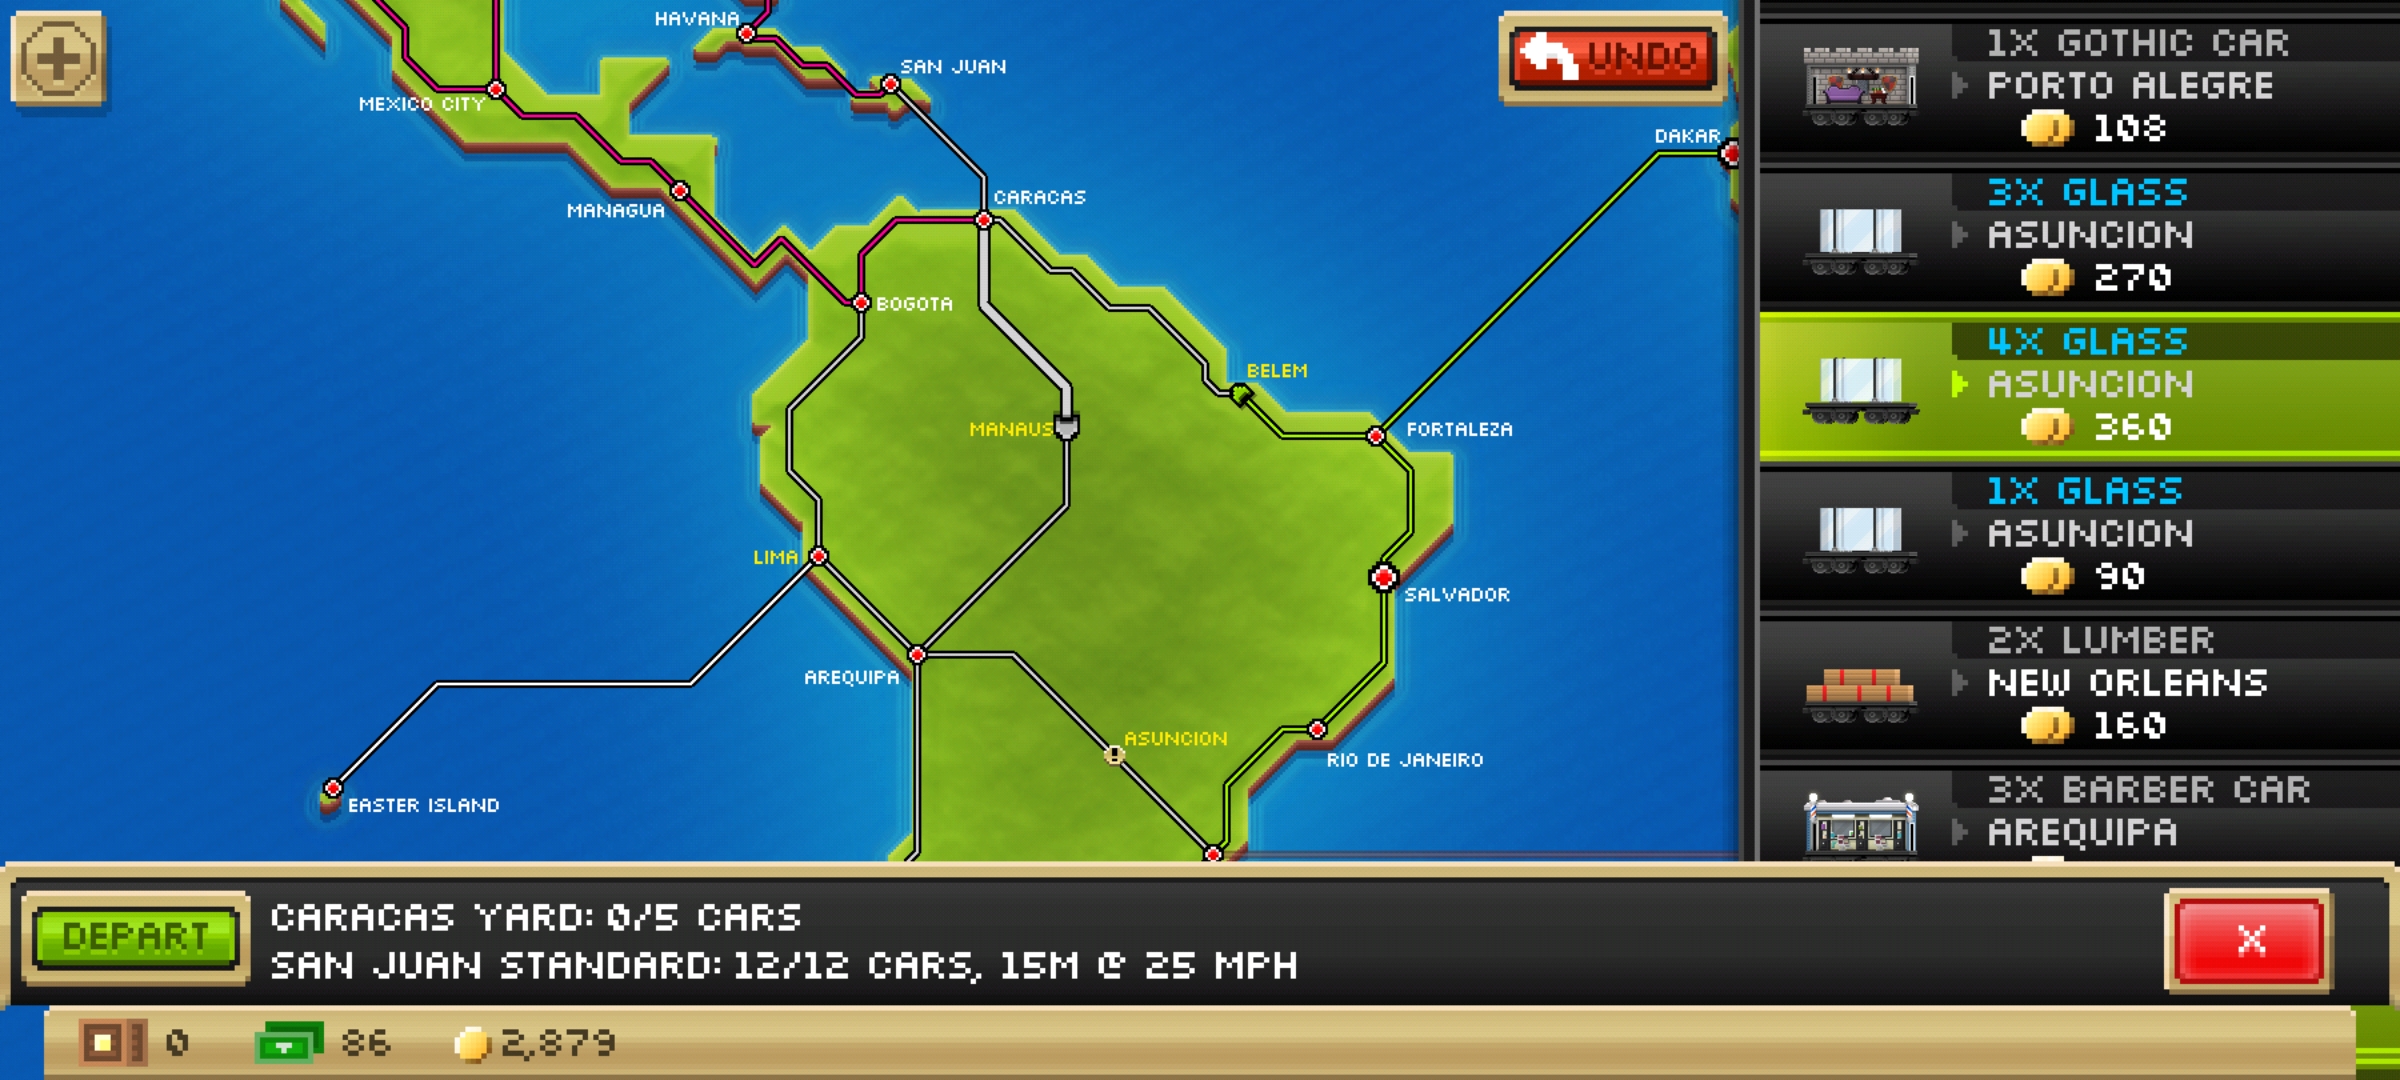 HAVANA
SAN JUAN
MEXICO CITY
MANAGUA
CARACAS
BOGOTA
DAKAR
UNDO
BELEM
MANAUS
FORTALEZA
LIMA
SALVADOR
AREQUIPA
ASUNCION
RIO DE JANEIRO
EASTER ISLAND
1X GOTHIC CAR
PORTO ALEGRE
108
3X GLASS
ASUNCION
270
4X GLASS
ASUNCION
360
1X GLASS
ASUNCION
90
2X LUMBER
NEW ORLEANS
160
3X BARBER CAR
AREQUIPA
DEPART
CARACAS YARD: 0/5 CARS
SAN JUAN STANDARD: 12/12 CARS, 15M @ 25 MPH
X
0
86
2,879